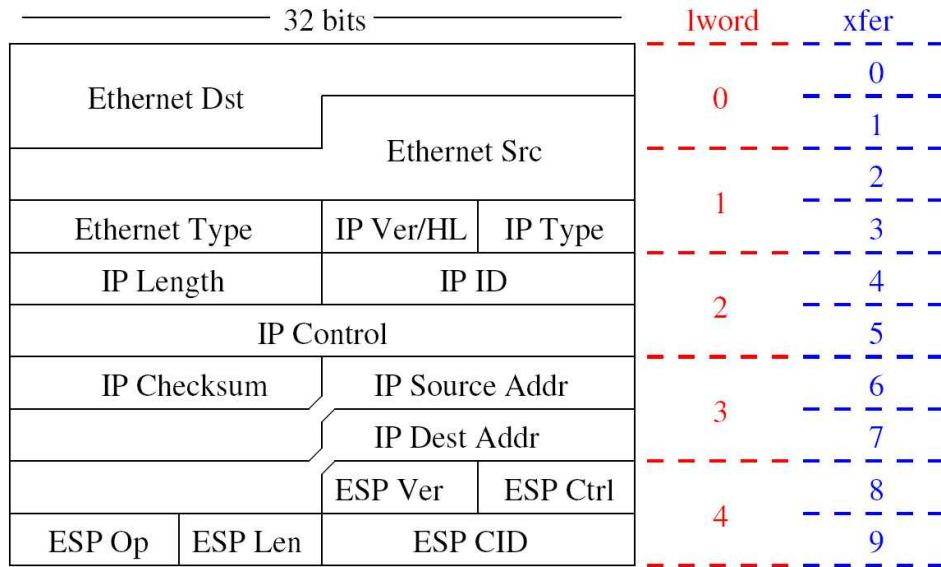 32 bits lword xfer
0
Ethernet Dst 0
1
Ethernet Src
2
1
Ethernet Type IP Ver/HL IP Type 3
IP Length IP ID 4
2
IP Control 5
IP Checksum IP Source Addr 6
3
IP Dest Addr 7
ESP Ver ESP Ctrl 8
4
ESP Op ESP Len ESP CID 9